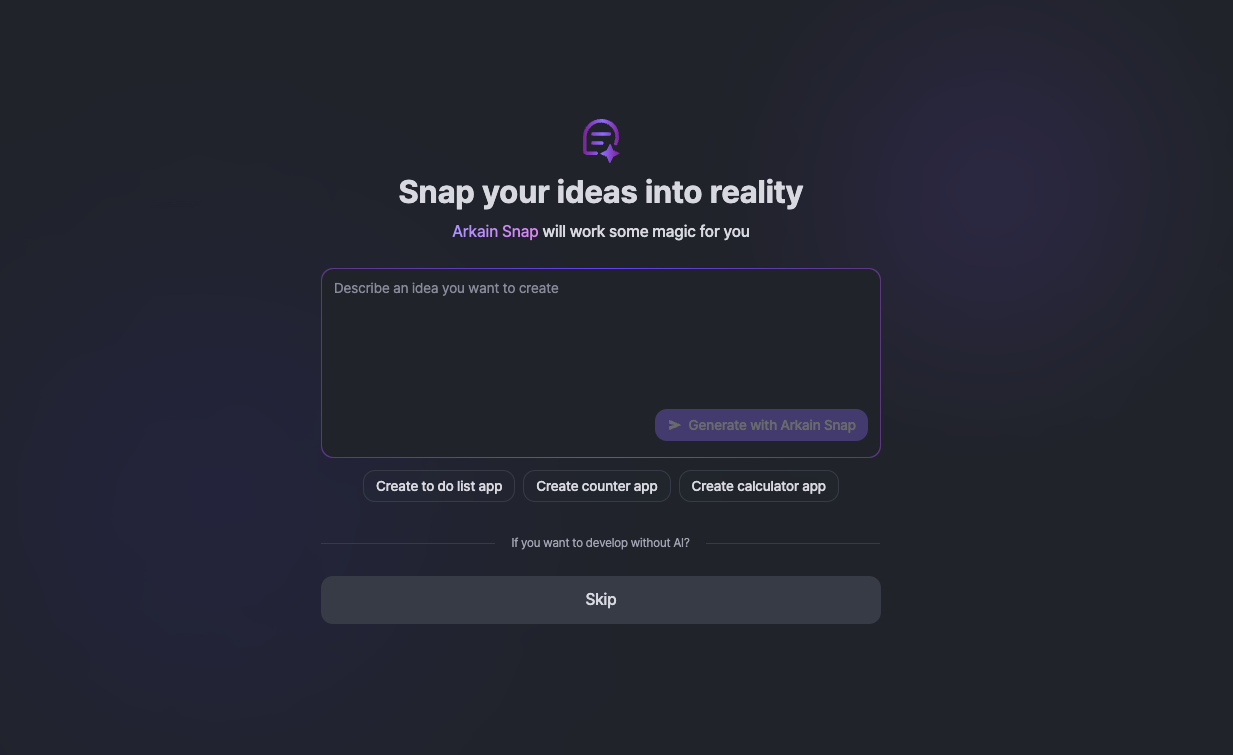 Snap your ideas into reality
Arkain Snap will work some magic for you
Describe an idea you want to create
Generate with Arkain Snap
Create to do list app
Create counter app
Create calculator app
If you want to develop without AI?
Skip